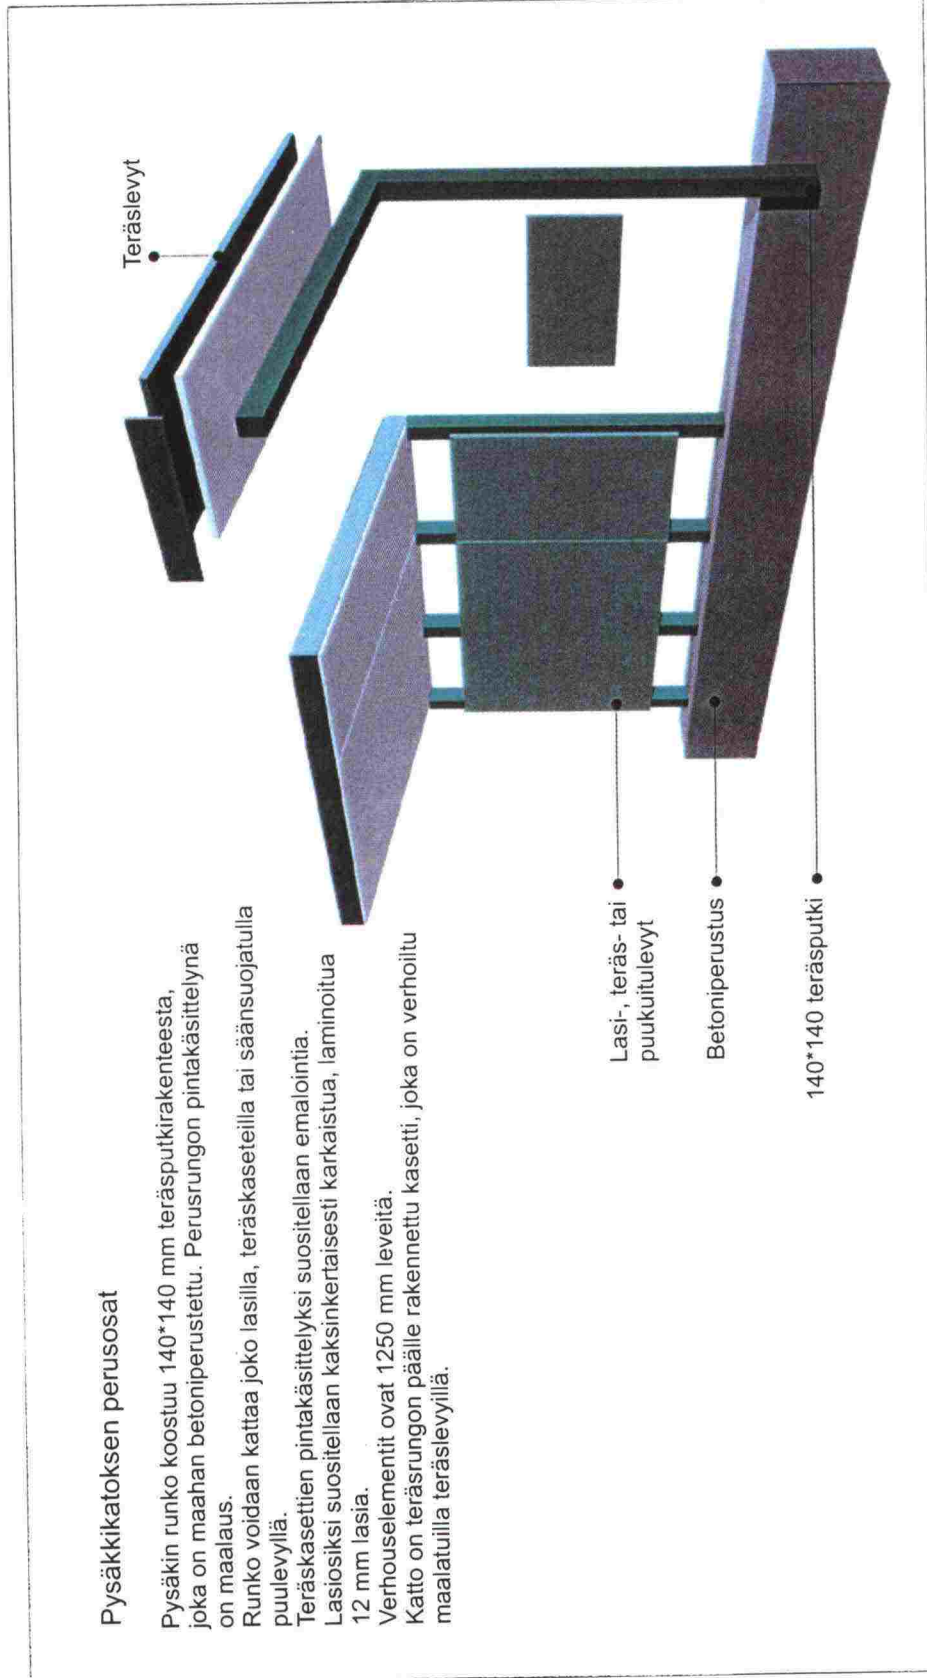 Pysäkkikatoksen perusosat
Pysäkin runko koostuu 140*140 mm teräsputkirakenteesta,
joka on maahan betoniperustettu. Perusrungon pintakäsittelynä
on maalaus.
Runko voidaan kattaa joko lasilla, teräskaseteilla tai säänsuojatulla
puulevyllä.
Teräskasettien pintakäsittelyksi suositellaan emalointia.
Lasiosiksi suositellaan kaksinkertaisesti karkaistua, laminoitua
12 mm lasia.
Verhouselementit ovat 1250 mm leveitä.
Katto on teräsrungon päälle rakennettu kasetti, joka on verhoiltu
maalatuilla teräslevyillä.
Teräslevyt
Lasi-, teräs- tai
puukuitulevyt
Betoniperustus
140*140 teräsputki